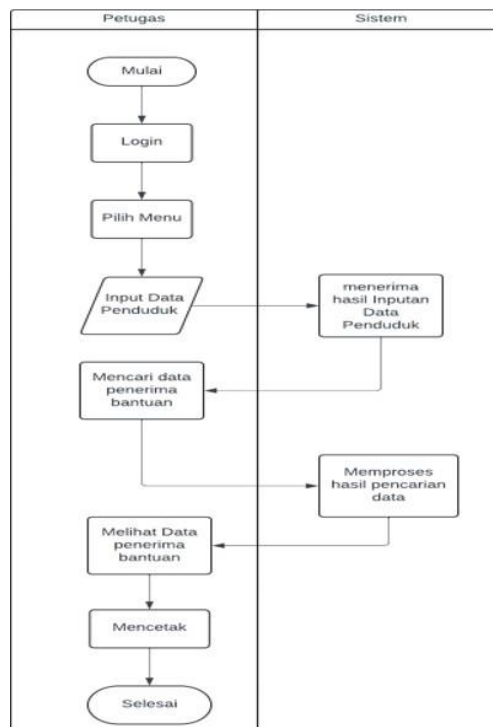 Petugas
Sistem
Mulai
Login
Pilih Menu
Input Data
Penduduk
menerima
hasil Inputan
Data
Penduduk
Mencari data
penerima
bantuan
Memproses
hasil pencarian
data
Melihat Data
penerima
bantuan
Mencetak
Selesai